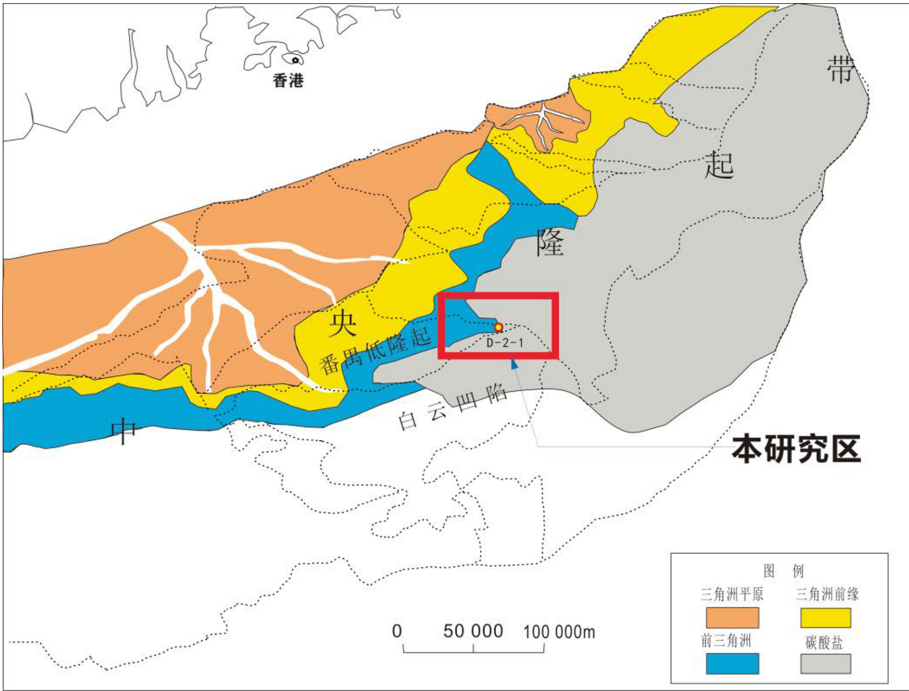 香港
带
起
隆
央
番禺低隆起
D-2-1
白云凹陷
中
本研究区
图 例
三角洲平原 三角洲前缘
前三角洲 碳酸盐
0 50 000 100 000m